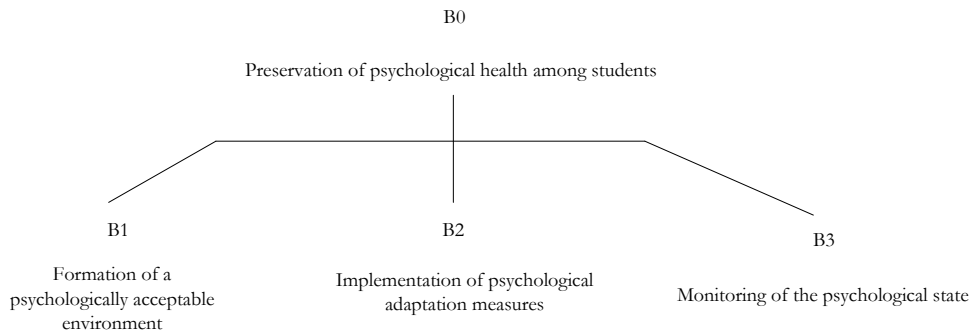 B0
Preservation of psychological health among students
B1
Formation of a
psychologically acceptable
environment
B2
Implementation of psychological
adaptation measures
B3
Monitoring of the psychological state